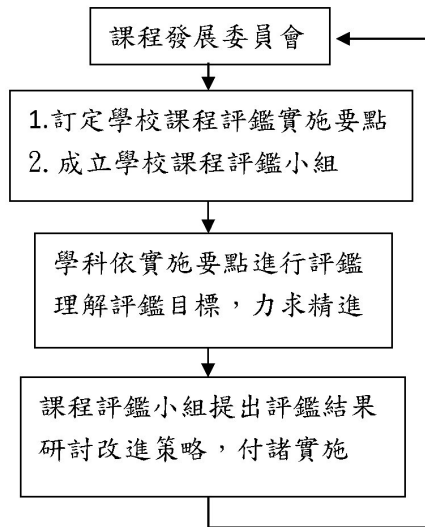 課程發展委員會
1.訂定學校課程評鑑實施要點
2. 成立學校課程評鑑小組
學科依實施要點進行評鑑
理解評鑑目標，力求精進
課程評鑑小組提出評鑑結果
研討改進策略，付諸實施